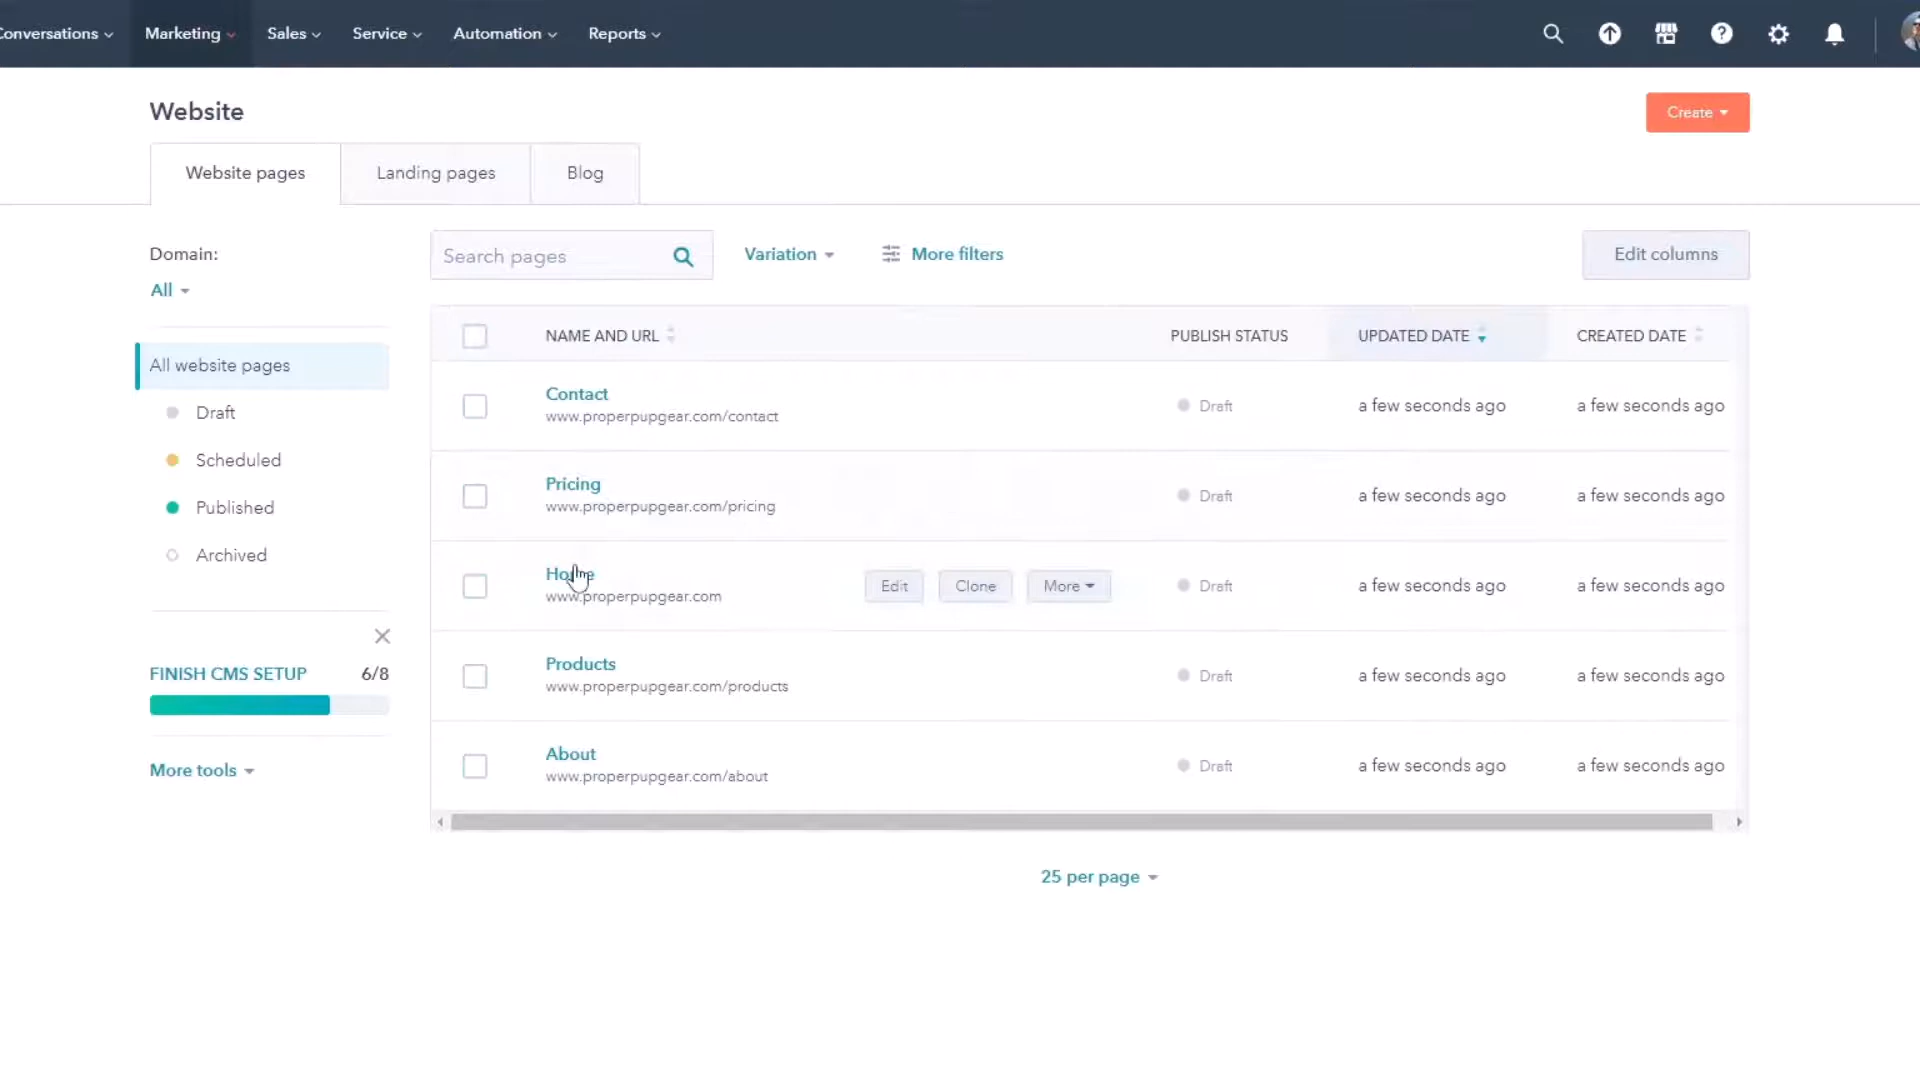 Conversations
Marketing
Sales
Service
Automation
Reports
Website
Create
Website pages
Landing pages
Blog
Domain:
All
Search pages
Variation
More filters
Edit columns
All website pages
Draft
Scheduled
Published
Archived
FINISH CMS SETUP 6/8
More tools
NAME AND URL PUBLISH STATUS UPDATED DATE CREATED DATE
Contact
www.properpupgear.com/contact
Draft a few seconds ago a few seconds ago
Pricing
www.properpupgear.com/pricing
Draft a few seconds ago a few seconds ago
Home
www.properpupgear.com
Edit Clone More
Draft a few seconds ago a few seconds ago
Products
www.properpupgear.com/products
Draft a few seconds ago a few seconds ago
About
www.properpupgear.com/about
Draft a few seconds ago a few seconds ago
25 per page